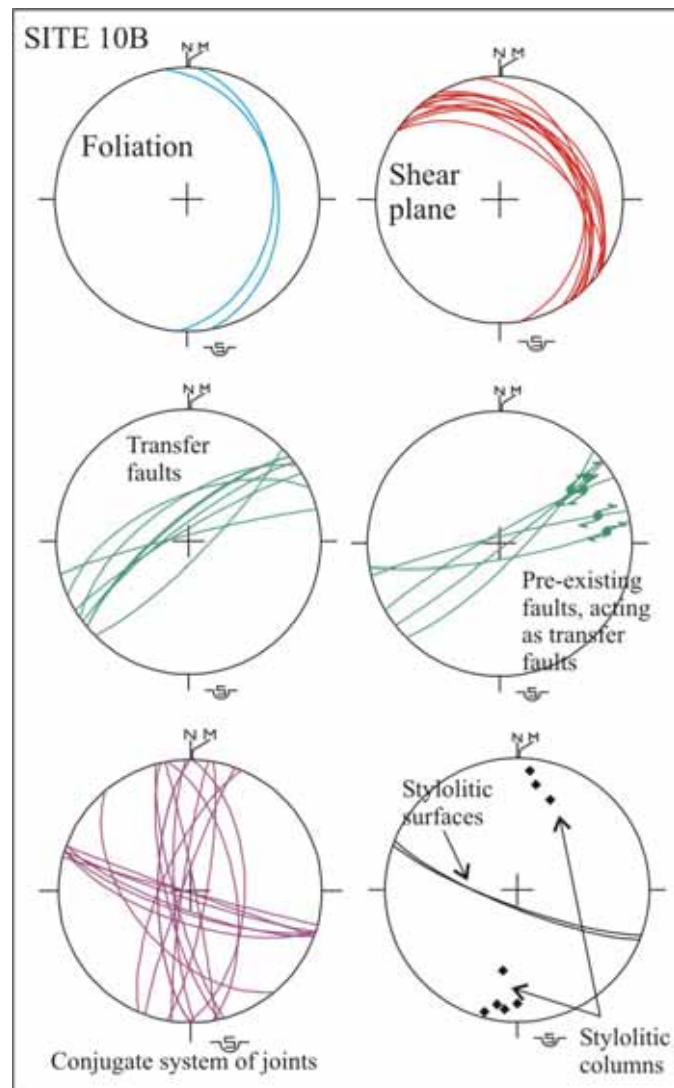 SITE 10B
N M
N M
Foliation
Shear
plane
S
S
N M
N M
Transfer
faults
Pre-existing
faults, acting
as transfer
faults
S
S
N M
N M
Stylolitic
surfaces
S
S
Conjugate system of joints
Stylolitic
columns